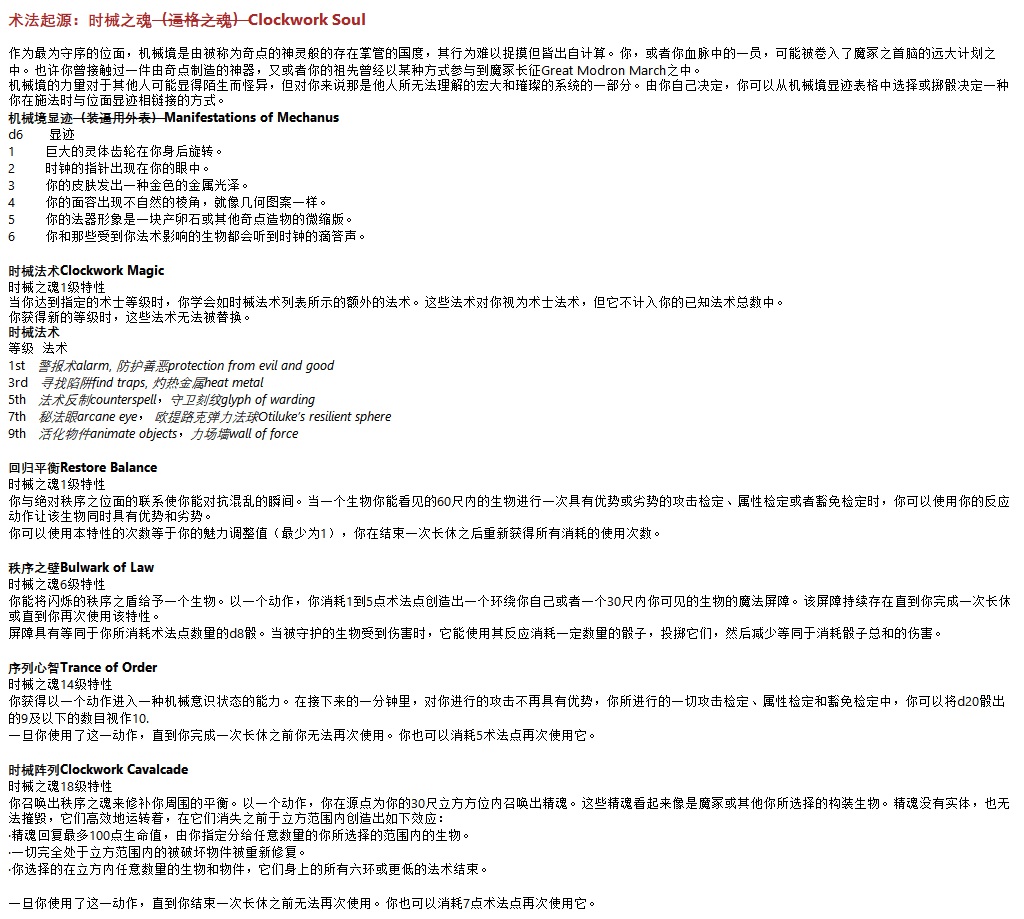 术法起源：时械之魂（逼格之魂）Clockwork Soul
作为最为守序的位面，机械境是由被称为奇点的神灵般的存在掌管的国度，其行为难以捉摸但皆出自计算。你，或者你血脉中的一员，可能被卷入了魔冢之首脑的远大计划之
中。也许你曾接触过一件由奇点制造的神器，又或者你的祖先曾经以某种方式参与到魔冢长征Great Modron March之中。
机械境的力量对于其他人可能显得陌生而怪异，但对你来说那是他人所无法理解的宏大和璀璨的系统的一部分。由你自己决定，你可以从机械境显迹表格中选择或掷骰决定一种
你在施法时与位面显迹相链接的方式。
机械境显迹（装逼用外表）Manifestations of Mechanus
d6 显迹
1 巨大的灵体齿轮在你身后旋转。
2 时钟的指针出现在你的眼中。
3 你的皮肤发出一种金色的金属光泽。
4 你的面容出现不自然的棱角，就像几何图案一样。
5 你的法器形象是一块产卵石或其他奇点造物的微缩版。
6 你和那些受到你法术影响的生物都会听到时钟的滴答声。
时械法术Clockwork Magic
时械之魂1级特性
当你达到指定的术士等级时，你学会如时械法术列表所示的额外的法术。这些法术对你视为术士法术，但它不计入你的已知法术总数中。
你获得新的等级时，这些法术无法被替换。
时械法术
等级 法术
1st 警报术alarm, 防护善恶protection from evil and good
3rd 寻找陷阱find traps, 灼热金属heat metal
5th 法术反制counterspell，守卫刻纹glyph of warding
7th 秘法眼arcane eye， 欧提路克弹力法球Otiluke's resilient sphere
9th 活化物件animate objects，力场墙wall of force
回归平衡Restore Balance
时械之魂1级特性
你与绝对秩序之位面的联系使你能对抗混乱的瞬间。当一个生物你能看见的60尺内的生物进行一次具有优势或劣势的攻击检定、属性检定或者豁免检定时，你可以使用你的反应
动作让该生物同时具有优势和劣势。
你可以使用本特性的次数等于你的魅力调整值（最少为1），你在结束一次长休之后重新获得所有消耗的使用次数。
秩序之壁Bulwark of Law
时械之魂6级特性
你能将闪烁的秩序之盾给予一个生物。以一个动作，你消耗1到5点术法点创造出一个环绕你自己或者一个30尺内你可见的生物的魔法屏障。该屏障持续存在直到你完成一次长休
或直到你再次使用该特性。
屏障具有等同于你所消耗术法点数量的d8骰。当被守护的生物受到伤害时，它能使用其反应消耗一定数量的骰子，投掷它们，然后减少等同于消耗骰子总和的伤害。
序列心智Trance of Order
时械之魂14级特性
你获得以一个动作进入一种机械意识状态的能力。在接下来的一分钟里，对你进行的攻击不再具有优势，你所进行的一切攻击检定、属性检定和豁免检定中，你可以将d20骰出
的9及以下的数目视作10.
一旦你使用了这一动作，直到你完成一次长休之前你无法再次使用。你也可以消耗5术法点再次使用它。
时械阵列Clockwork Cavalcade
时械之魂18级特性
你召唤出秩序之魂来修补你周围的平衡。以一个动作，你在源点为你的30尺立方方位内召唤出精魂。这些精魂看起来像是魔冢或其他你所选择的构装生物。精魂没有实体，也无
法摧毁，它们高效地运转着，在它们消失之前于立方范围内创造出如下效应：
·精魂回复最多100点生命值，由你指定分给任意数量的你所选择的范围内的生物。
·一切完全处于立方范围内的被破坏物件被重新修复。
·你选择的在立方内任意数量的生物和物件，它们身上的所有六环或更低的法术结束。
一旦你使用了这一动作，直到你结束一次长休之前无法再次使用。你也可以消耗7点术法点再次使用它。